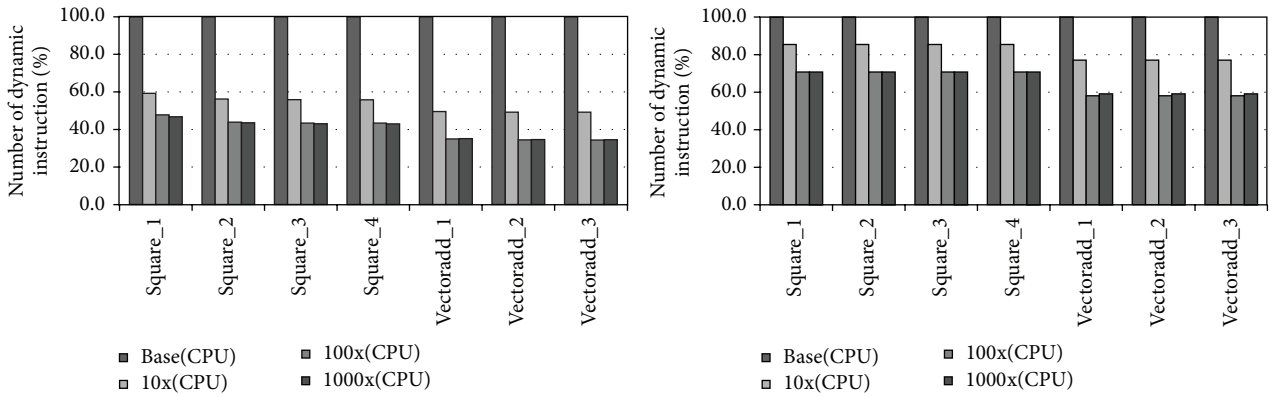 Number of dynamic
instruction (%)
100.0
80.0
60.0
40.0
20.0
0.0
Square_1
Square_2
Square_3
Square_4
Vectoradd_1
Vectoradd_2
Vectoradd_3
Base(CPU)
10x(CPU)
100x(CPU)
1000x(CPU)
Number of dynamic
instruction (%)
100.0
80.0
60.0
40.0
20.0
0.0
Square_1
Square_2
Square_3
Square_4
Vectoradd_1
Vectoradd_2
Vectoradd_3
Base(CPU)
10x(CPU)
100x(CPU)
1000x(CPU)